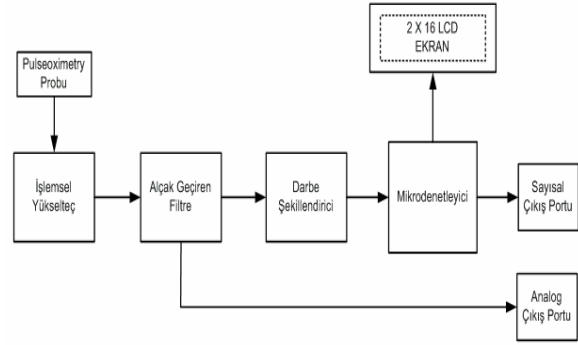 2 X 16 LCD
EKRAN
Pulseoximetry
Probu
İşlemsel
Yükselteç
Alçak Geçiren
Filtre
Darbe
Şekillendirici
Mikrodenetleyici
Sayısal
Çıkış Portu
Analog
Çıkış Portu